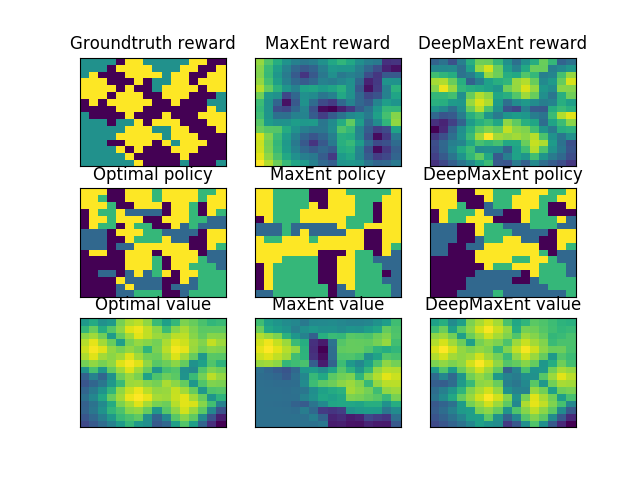 Groundtruth reward
MaxEnt reward
DeepMaxEnt reward
Optimal policy
MaxEnt policy
DeepMaxEnt policy
Optimal value
MaxEnt value
DeepMaxEnt value